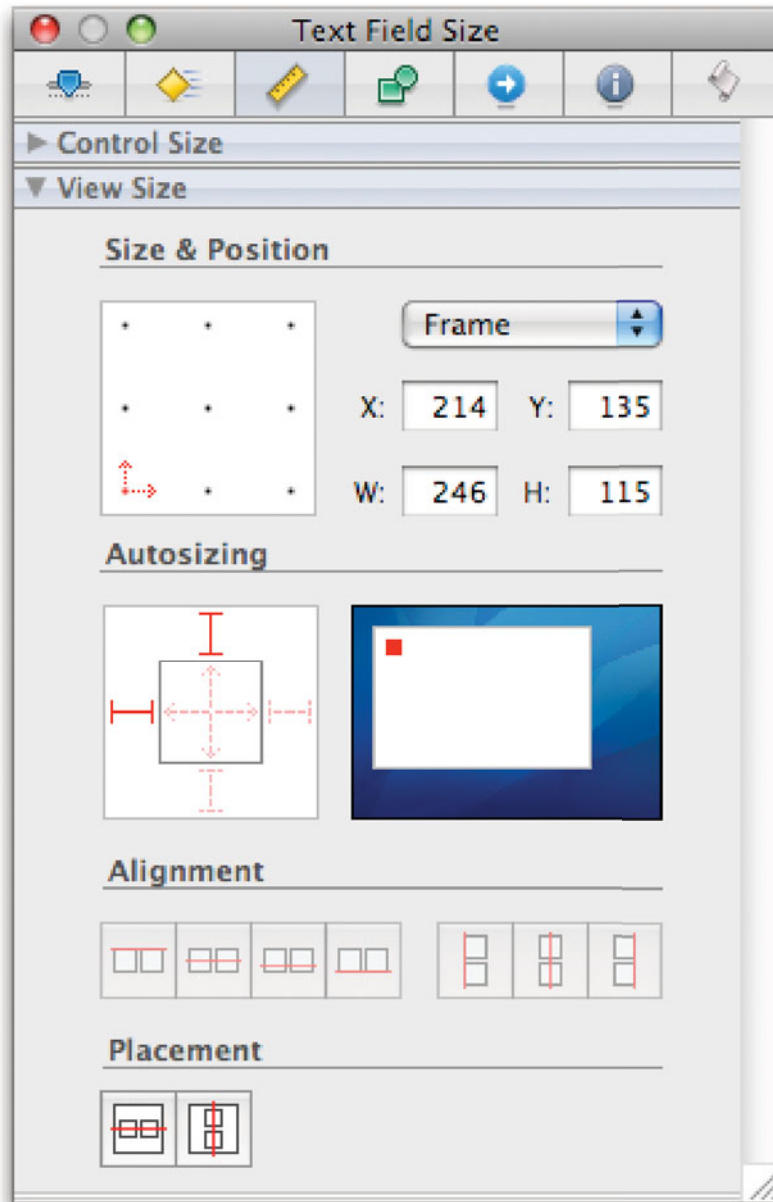 Text Field Size
Control Size
View Size
Size & Position
Frame
X: 214 Y: 135
W: 246 H: 115
Autosizing
Alignment
Placement